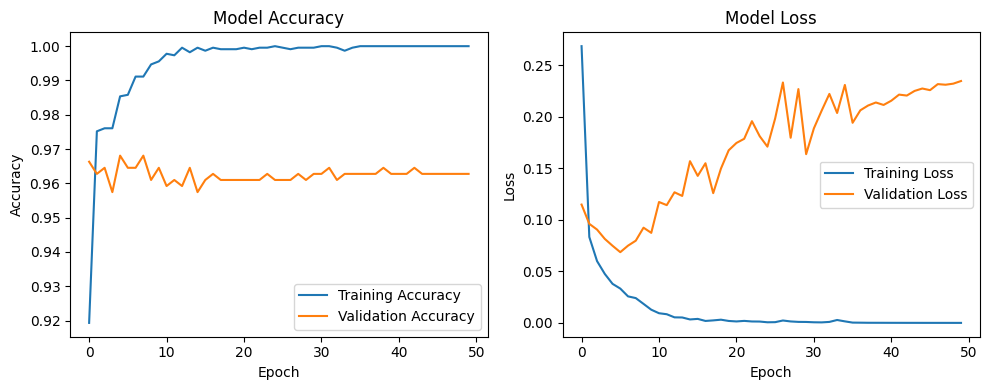 Model Accuracy
1.00
0.99
0.98
0.97
0.96
0.95
0.94
0.93
0.92
Accuracy
0
10
20
30
40
50
Epoch
Training Accuracy
Validation Accuracy
Model Loss
0.25
0.20
0.15
0.10
0.05
0.00
Loss
0
10
20
30
40
50
Epoch
Training Loss
Validation Loss